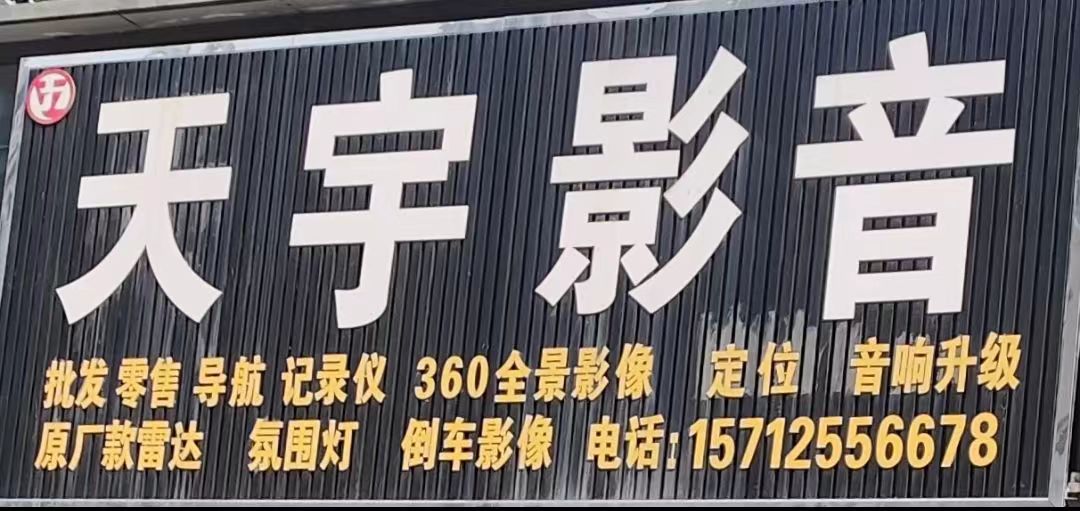 天宇影音
批发 零售 导航 记录仪 360全景影像 定位 音响升级
原厂款雷达 氛围灯 倒车影像 电话:15712556678